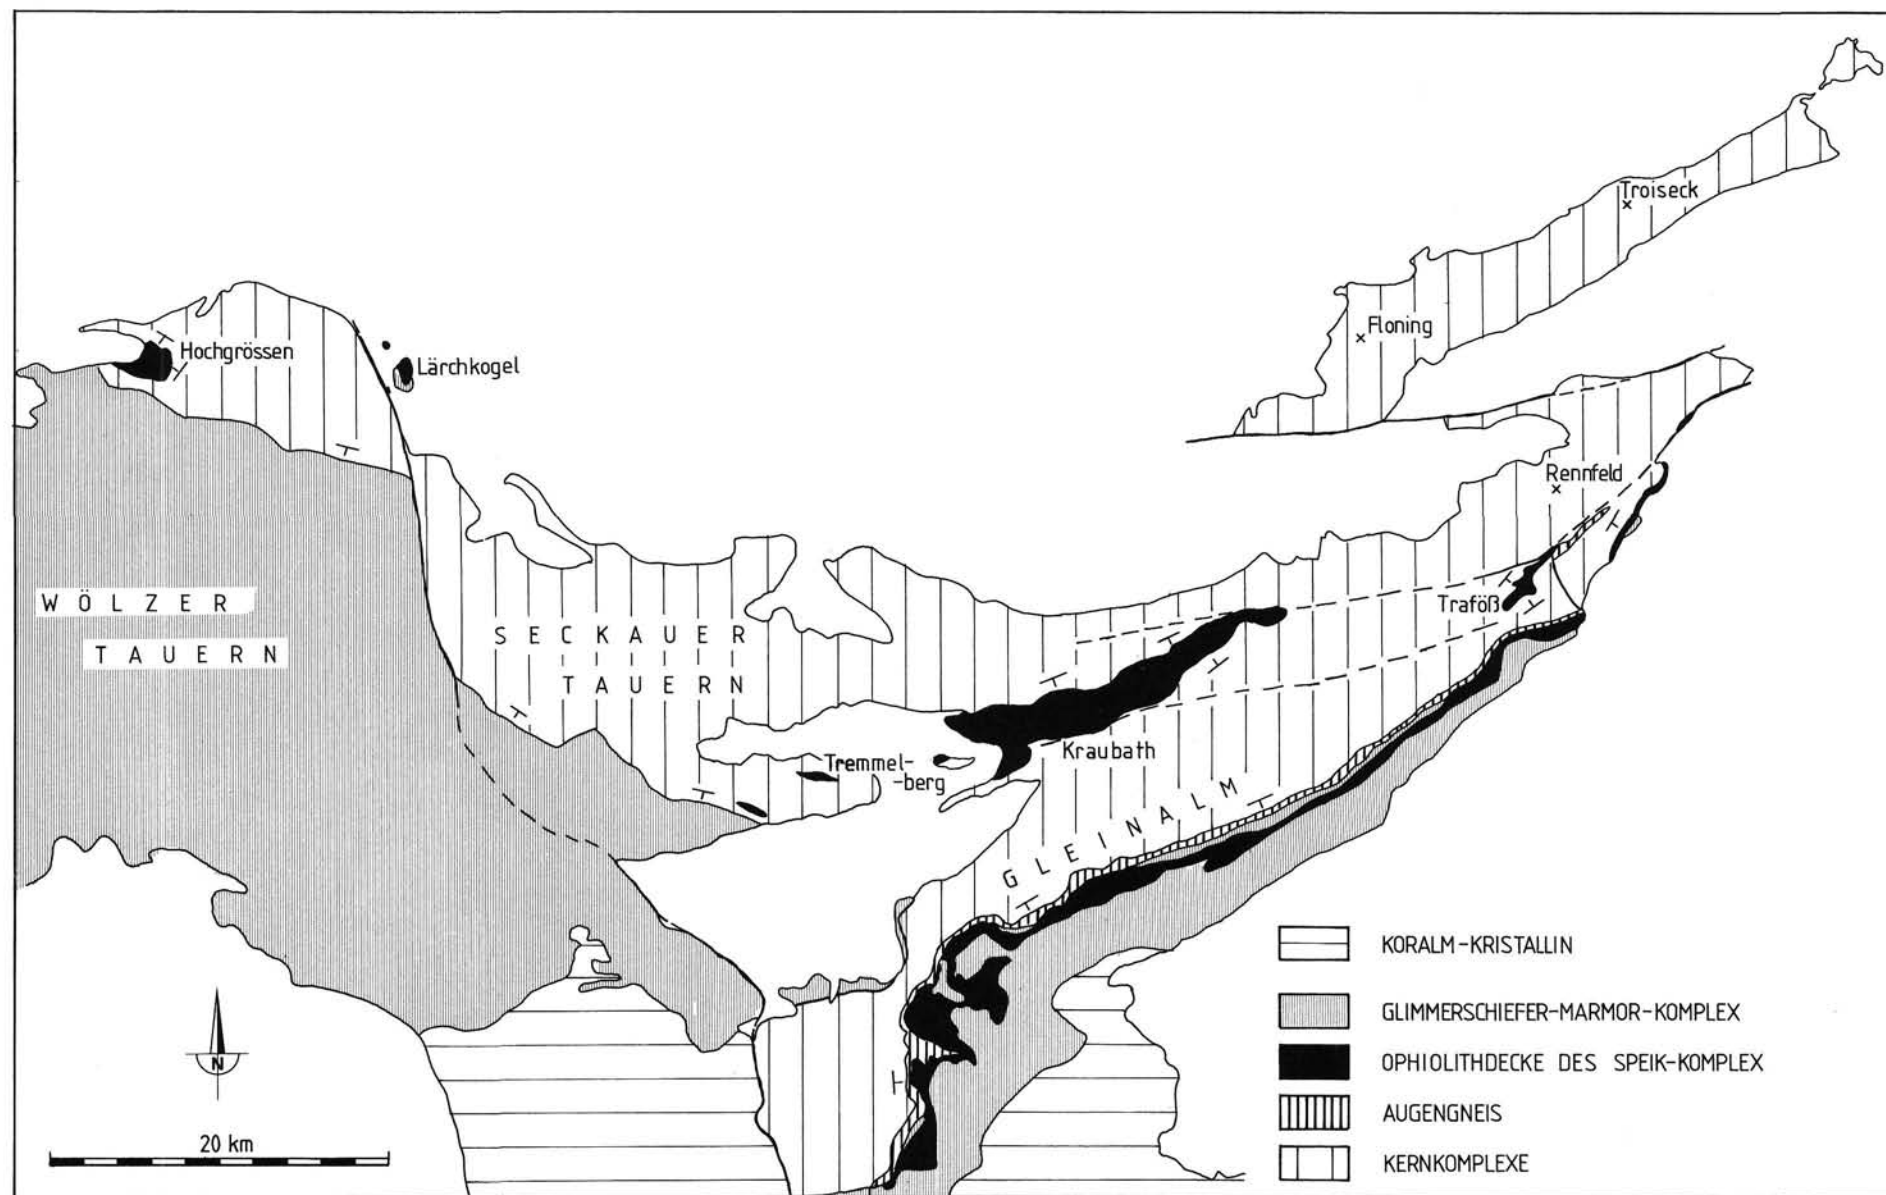 Troiseck
Floning
Hochgrössen
Lärchkogel
Rennfeld
WÖLZER
TAUERN
SECKAUER
TAUERN
Traföß
Kraubath
Tremmel-
-berg
GLEINALM
N
20 km
KORALM-KRISTALLIN
GLIMMERSCHIEFER-MARMOR-KOMPLEX
OPHIOLITHDECKE DES SPEIK-KOMPLEX
AUGENGNEIS
KERNKOMPLEXE